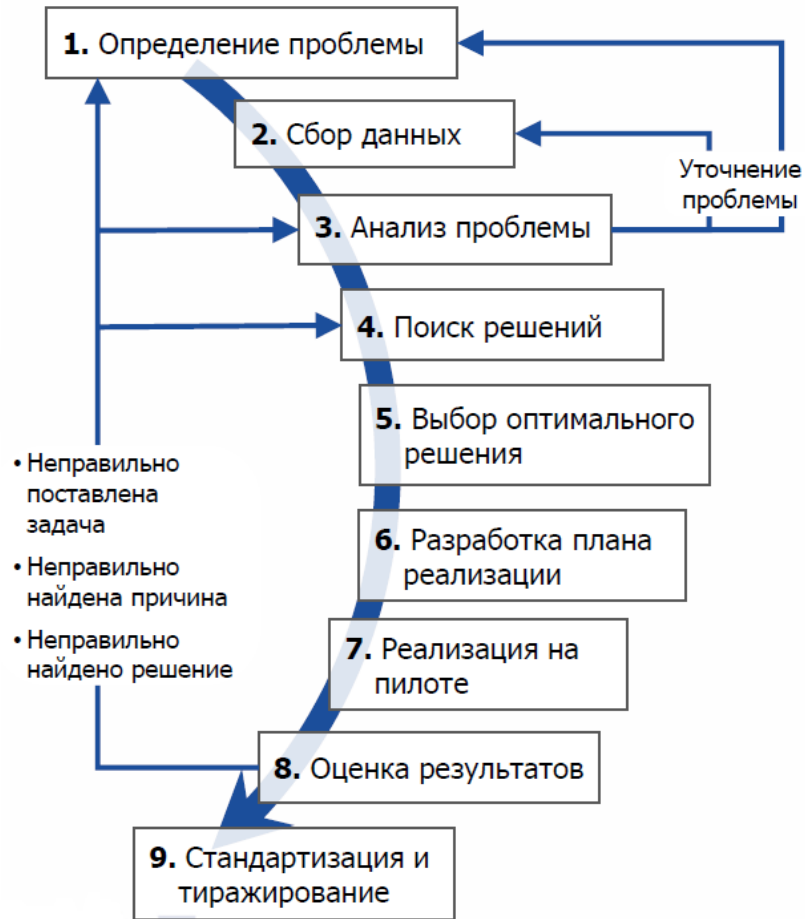 1. Определение проблемы
2. Сбор данных
Уточнение
проблемы
3. Анализ проблемы
4. Поиск решений
5. Выбор оптимального
решения
• Неправильно
поставлена
задача
• Неправильно
найдена причина
• Неправильно
найдено решение
6. Разработка плана
реализации
7. Реализация на
пилоте
8. Оценка результатов
9. Стандартизация и
тиражирование